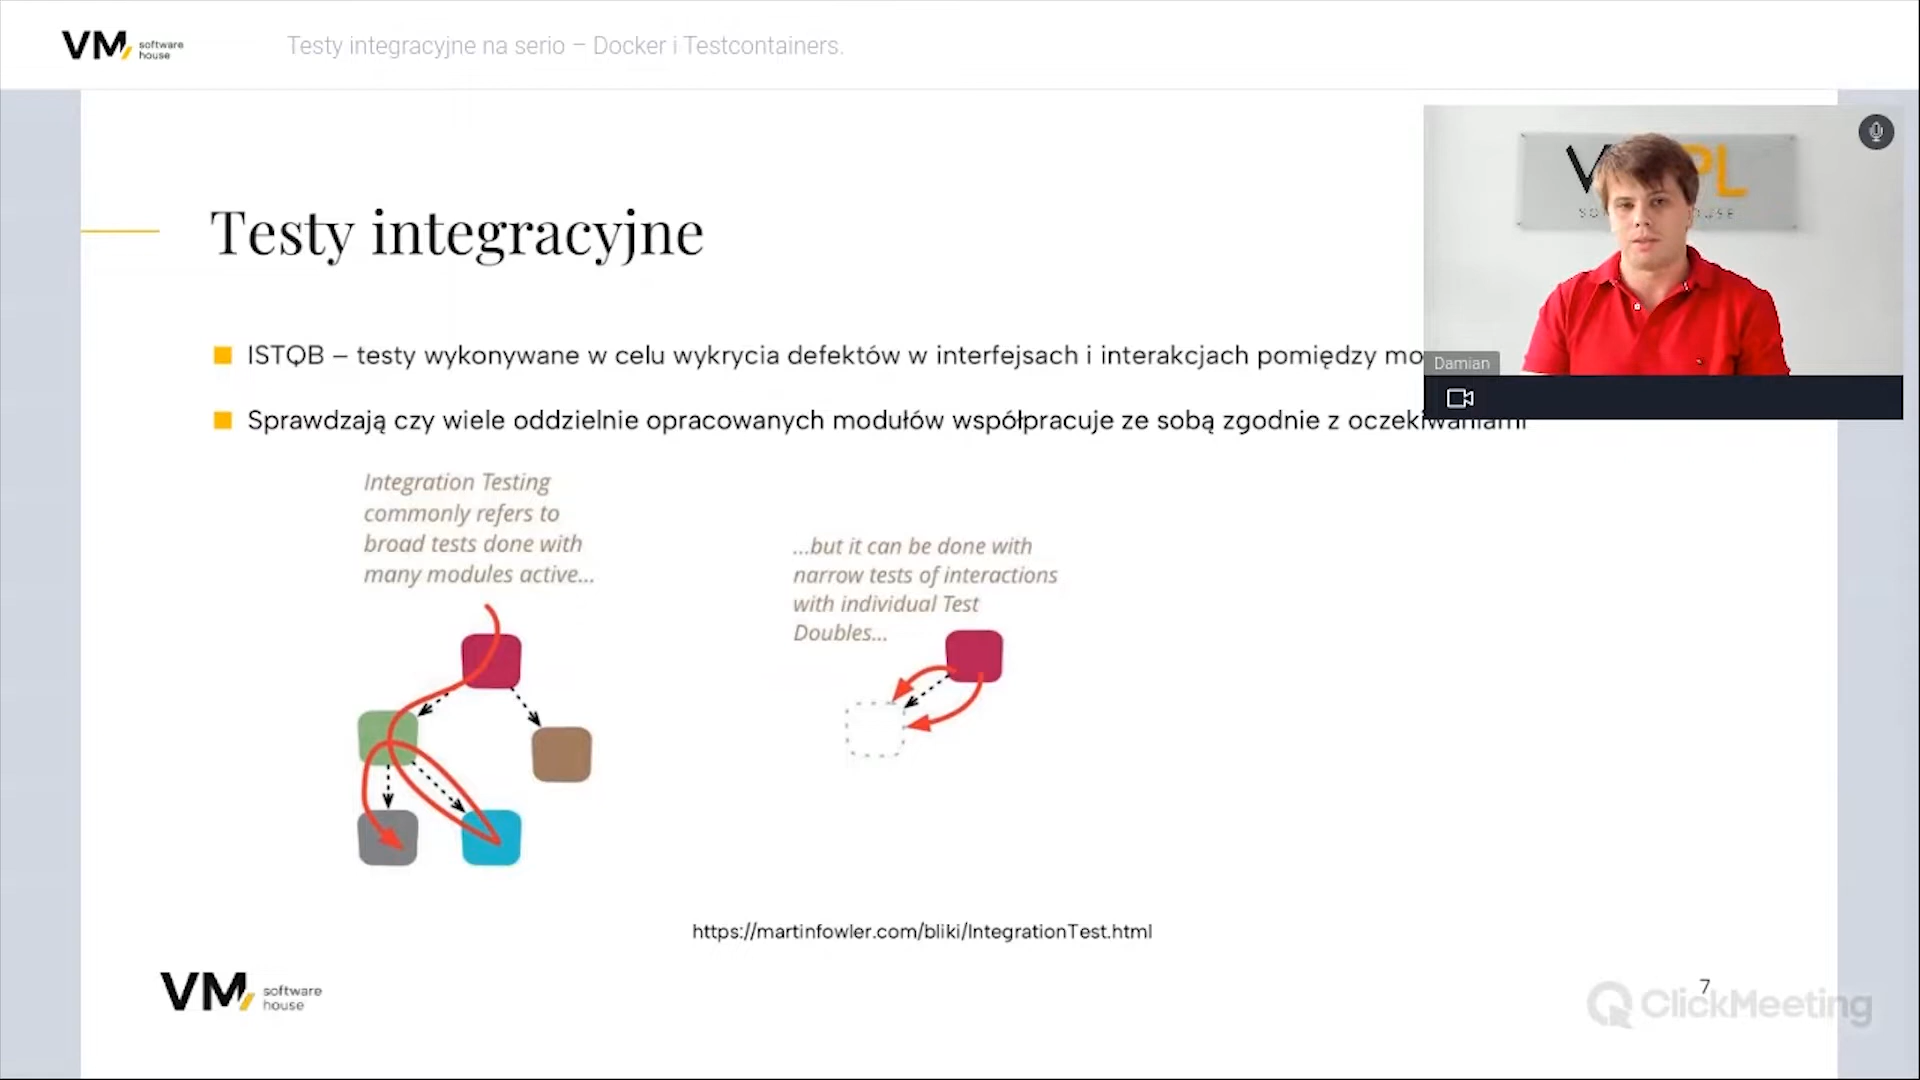 VM software house
Testy integracyjne na serio – Docker i Testcontainers.
PL
Damian
Testy integracyjne
ISTQB – testy wykonywane w celu wykrycia defektów w interfejsach i interakcjach pomiędzy mo
Sprawdzają czy wiele oddzielnie opracowanych modułów współpracuje ze sobą zgodnie z oczekiwaniami
Integration Testing
commonly refers to
broad tests done with
many modules active...
...but it can be done with
narrow tests of interactions
with individual Test
Doubles...
https://martinfowler.com/bliki/IntegrationTest.html
VM software house
7
ClickMeeting